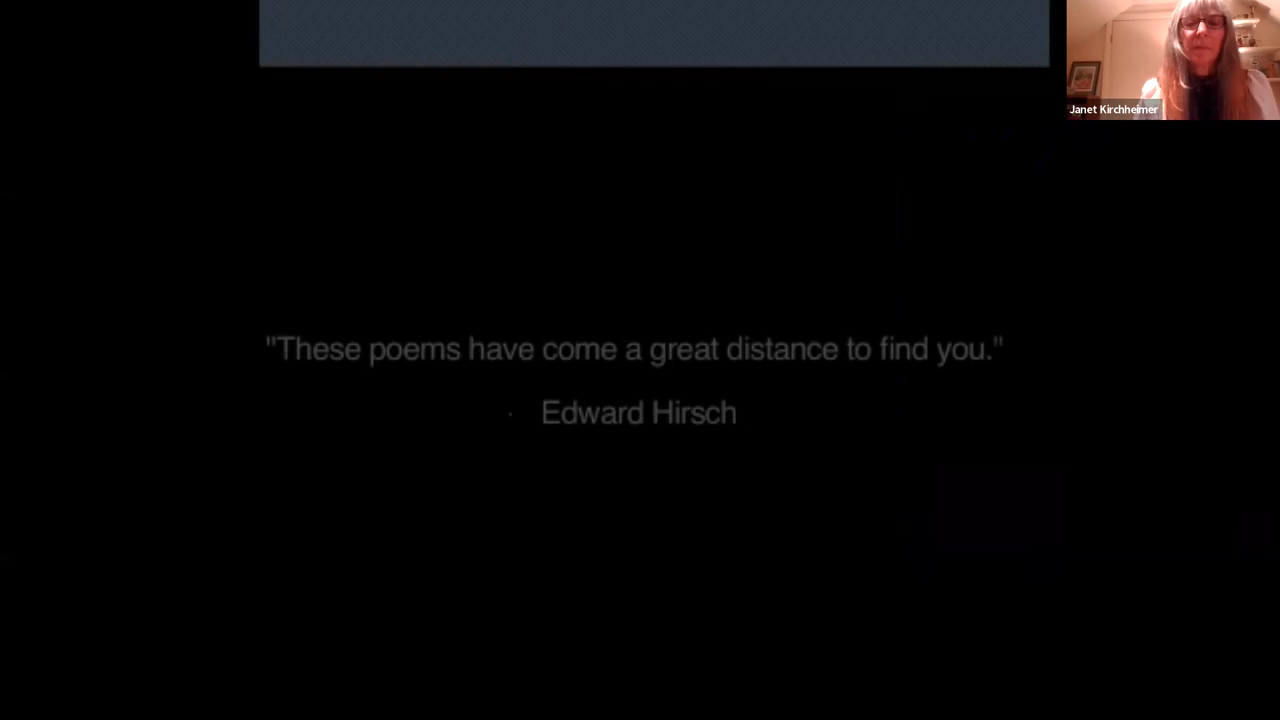 Janet Kirchheimer
"These poems have come a great distance to find you."
Edward Hirsch